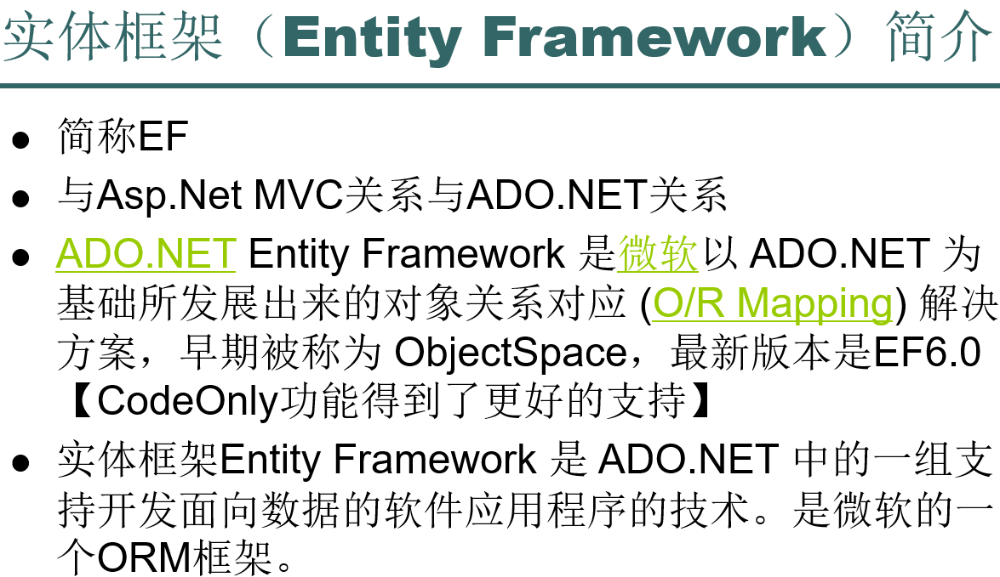 实体框架（Entity Framework）简介
● 简称EF
● 与Asp.Net MVC关系与ADO.NET关系
● ADO.NET Entity Framework 是微软以 ADO.NET 为
基础所发展出来的对象关系对应 (O/R Mapping) 解决
方案，早期被称为 ObjectSpace，最新版本是EF6.0
【CodeOnly功能得到了更好的支持】
● 实体框架Entity Framework 是 ADO.NET 中的一组支
持开发面向数据的软件应用程序的技术。是微软的一
个ORM框架。